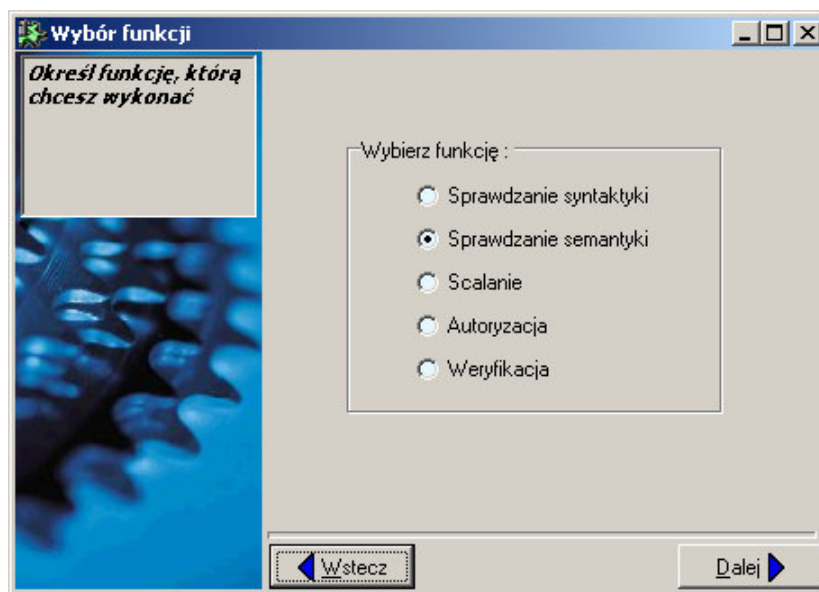 Wybór funkcji
Określ funkcję, którą
chcesz wykonać
Wybierz funkcję :
Sprawdzanie syntaktyki
Sprawdzanie semantyki
Scalanie
Autoryzacja
Weryfikacja
Wstecz
Dalej